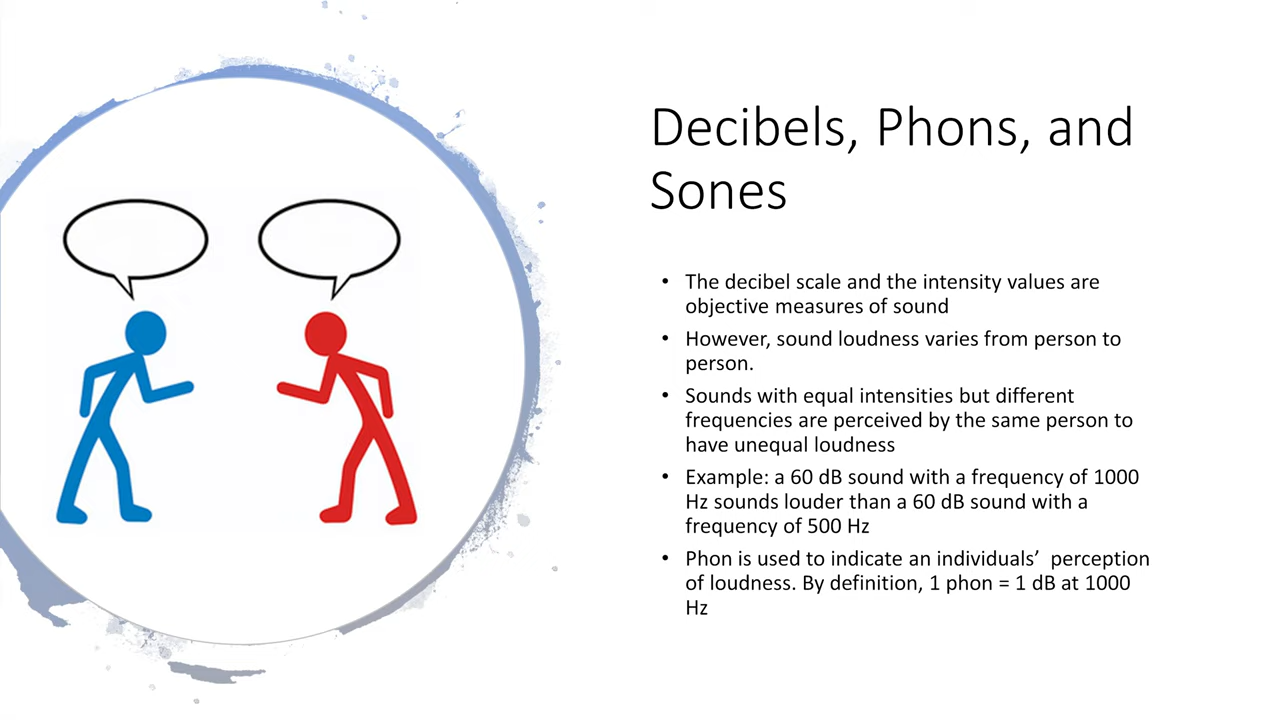 Decibels, Phons, and
Sones
• The decibel scale and the intensity values are
objective measures of sound
• However, sound loudness varies from person to
person.
• Sounds with equal intensities but different
frequencies are perceived by the same person to
have unequal loudness
• Example: a 60 dB sound with a frequency of 1000
Hz sounds louder than a 60 dB sound with a
frequency of 500 Hz
• Phon is used to indicate an individuals’  perception
of loudness. By definition, 1 phon = 1 dB at 1000
Hz